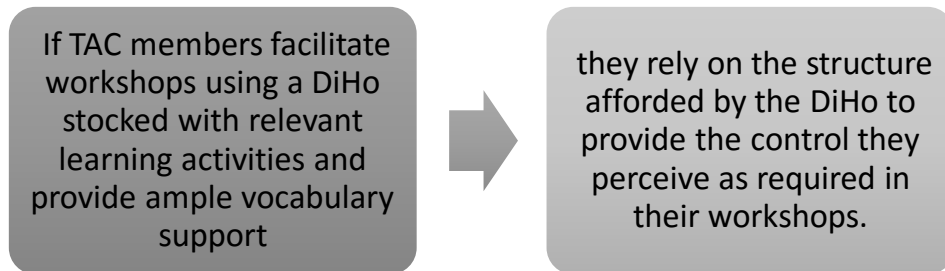 If TAC members facilitate
workshops using a DiHo
stocked with relevant
learning activities and
provide ample vocabulary
support
they rely on the structure
afforded by the DiHo to
provide the control they
perceive as required in
their workshops.